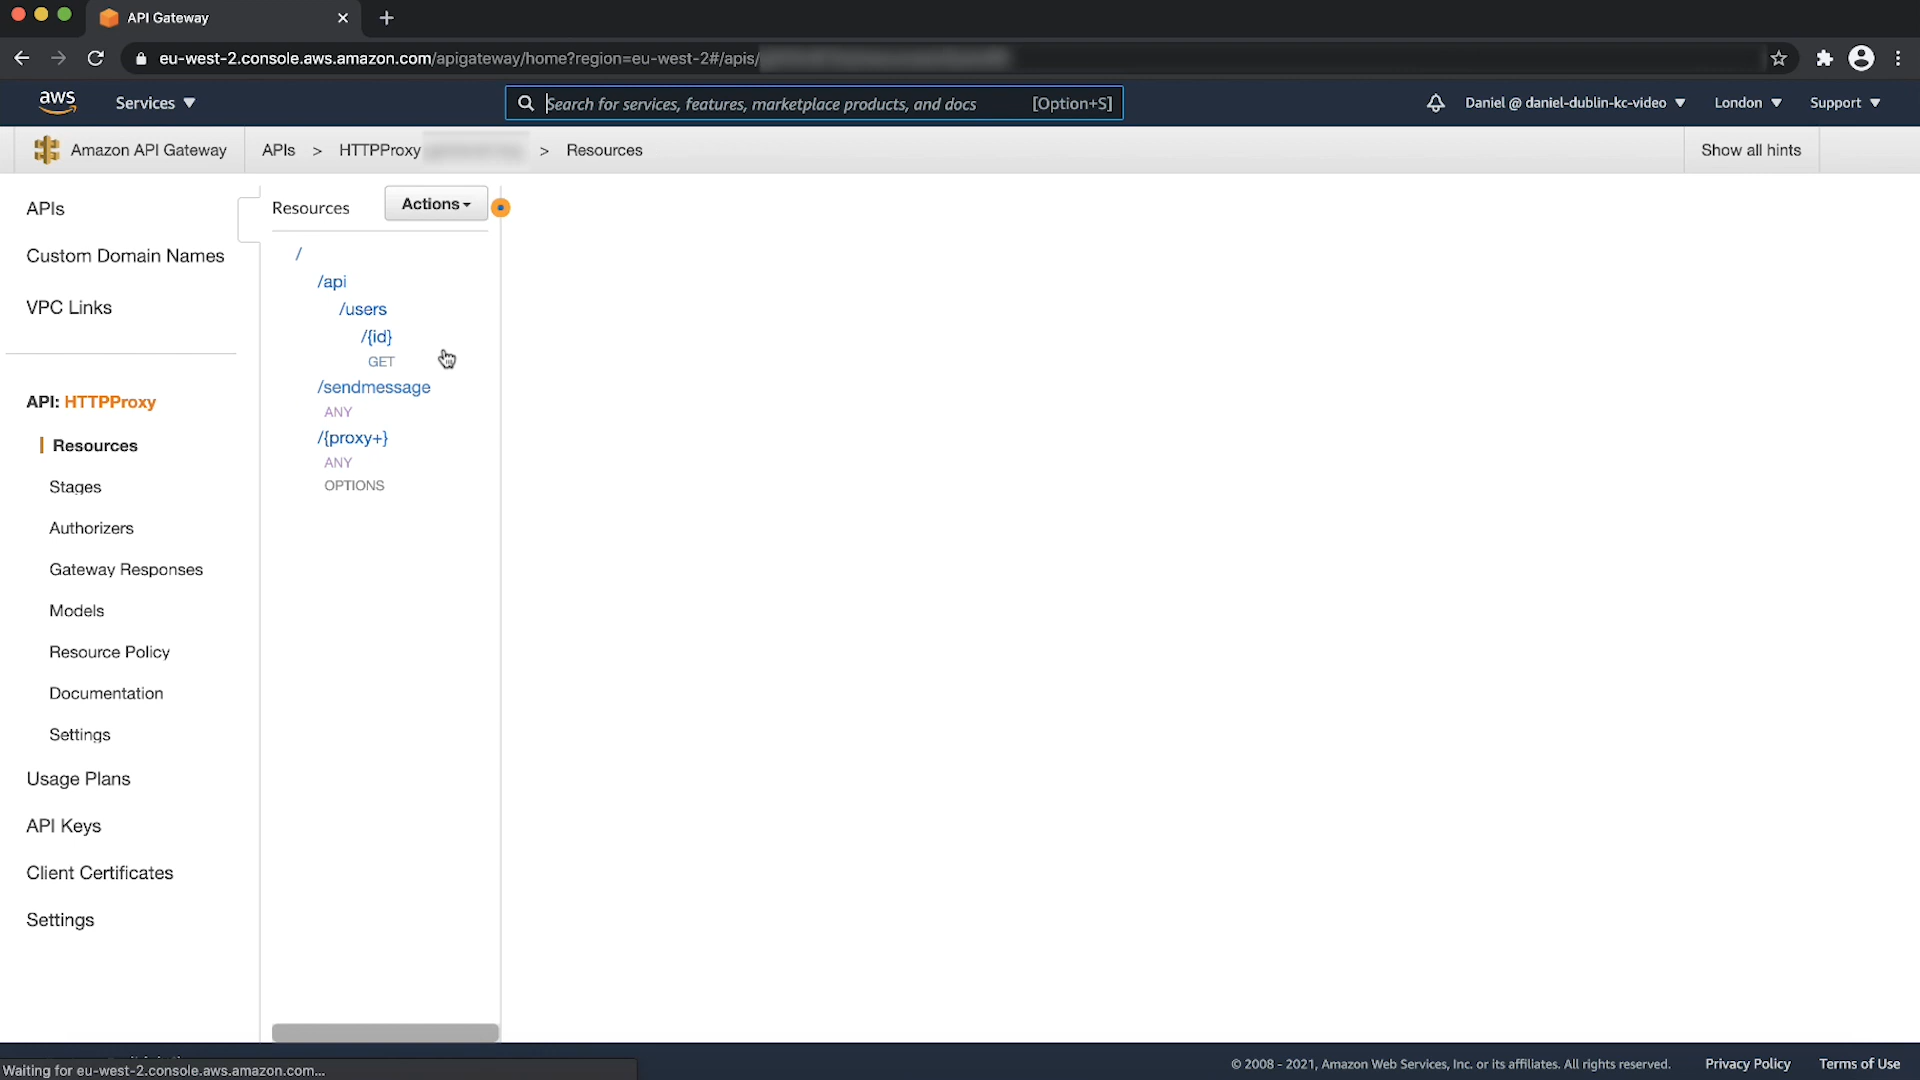 API Gateway
eu-west-2.console.aws.amazon.com/apigateway/home?region=eu-west-2#/apis/
aws
Services
Search for services, features, marketplace products, and docs
[Option+S]
Daniel @ daniel-dublin-kc-video
London
Support
Amazon API Gateway
APIs > HTTPProxy > Resources
Show all hints
APIs
Custom Domain Names
VPC Links
API: HTTPProxy
Resources
Stages
Authorizers
Gateway Responses
Models
Resource Policy
Documentation
Settings
Usage Plans
API Keys
Client Certificates
Settings
Resources
Actions
/
/api
/users
/{id}
GET
/sendmessage
ANY
/{proxy+}
ANY
OPTIONS
Waiting for eu-west-2.console.aws.amazon.com...
© 2008 - 2021, Amazon Web Services, Inc. or its affiliates. All rights reserved.
Privacy Policy
Terms of Use